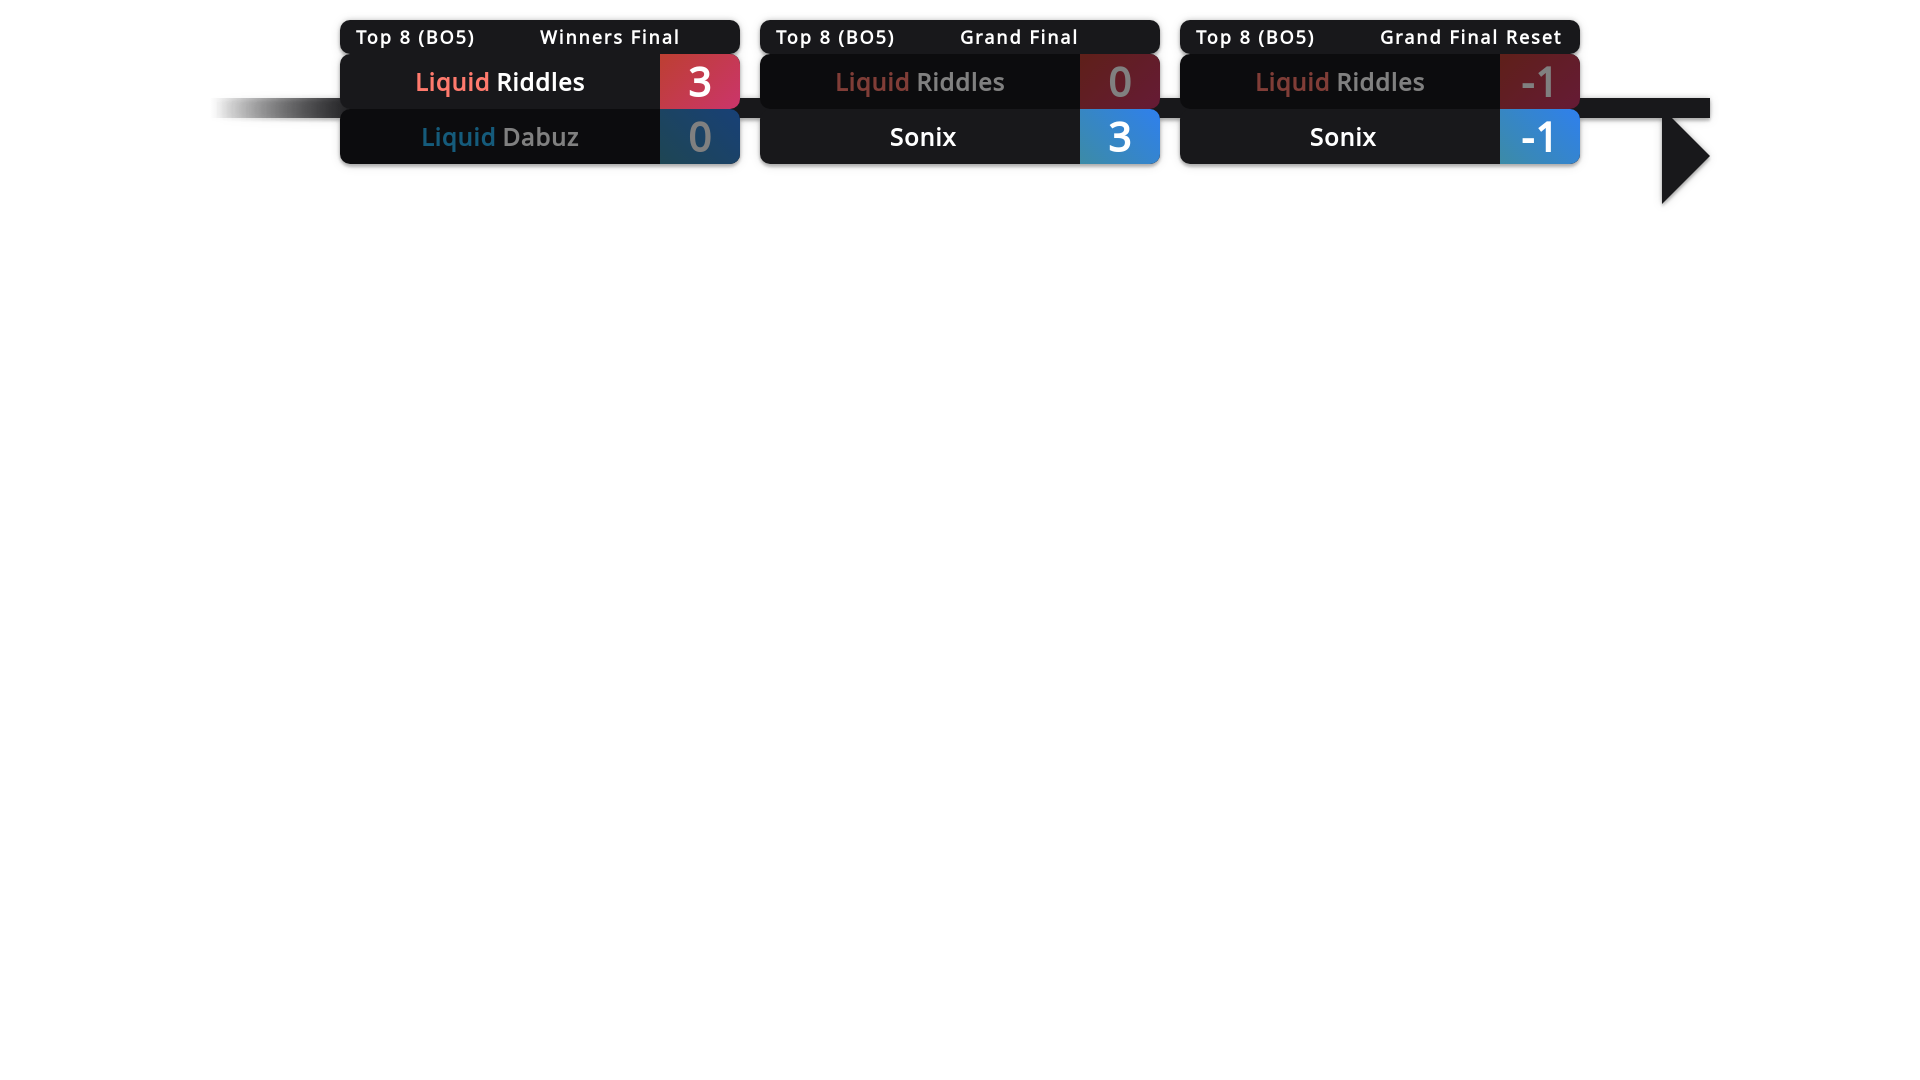 Top 8 (BO5) Winners Final
Liquid Riddles 3
Liquid Dabuz 0
Top 8 (BO5) Grand Final
Liquid Riddles 0
Sonix 3
Top 8 (BO5) Grand Final Reset
Liquid Riddles -1
Sonix -1